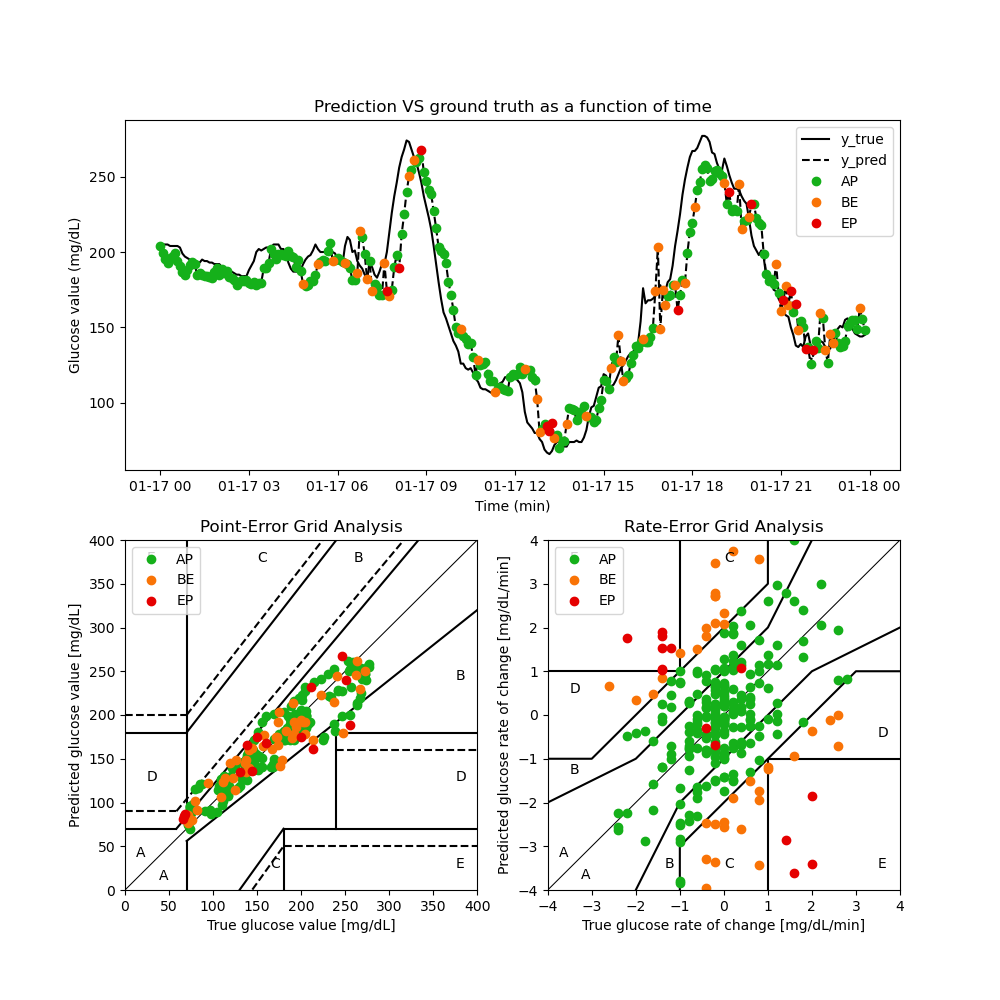 Prediction VS ground truth as a function of time
Glucose value (mg/dL)
250
200
150
100
y_true
y_pred
AP
BE
EP
01-17 00 01-17 03 01-17 06 01-17 09 01-17 12 01-17 15 01-17 18 01-17 21 01-18 00
Time (min)
Point-Error Grid Analysis
Predicted glucose value [mg/dL]
400
350
300
250
200
150
100
50
0
AP
BE
EP
C
B
B
D
D
A
A
C
E
0 50 100 150 200 250 300 350 400
True glucose value [mg/dL]
Rate-Error Grid Analysis
Predicted glucose rate of change [mg/dL/min]
4
3
2
1
0
−1
−2
−3
−4
AP
BE
EP
C
D
D
B
A
A
B
C
E
−4 −3 −2 −1 0 1 2 3 4
True glucose rate of change [mg/dL/min]